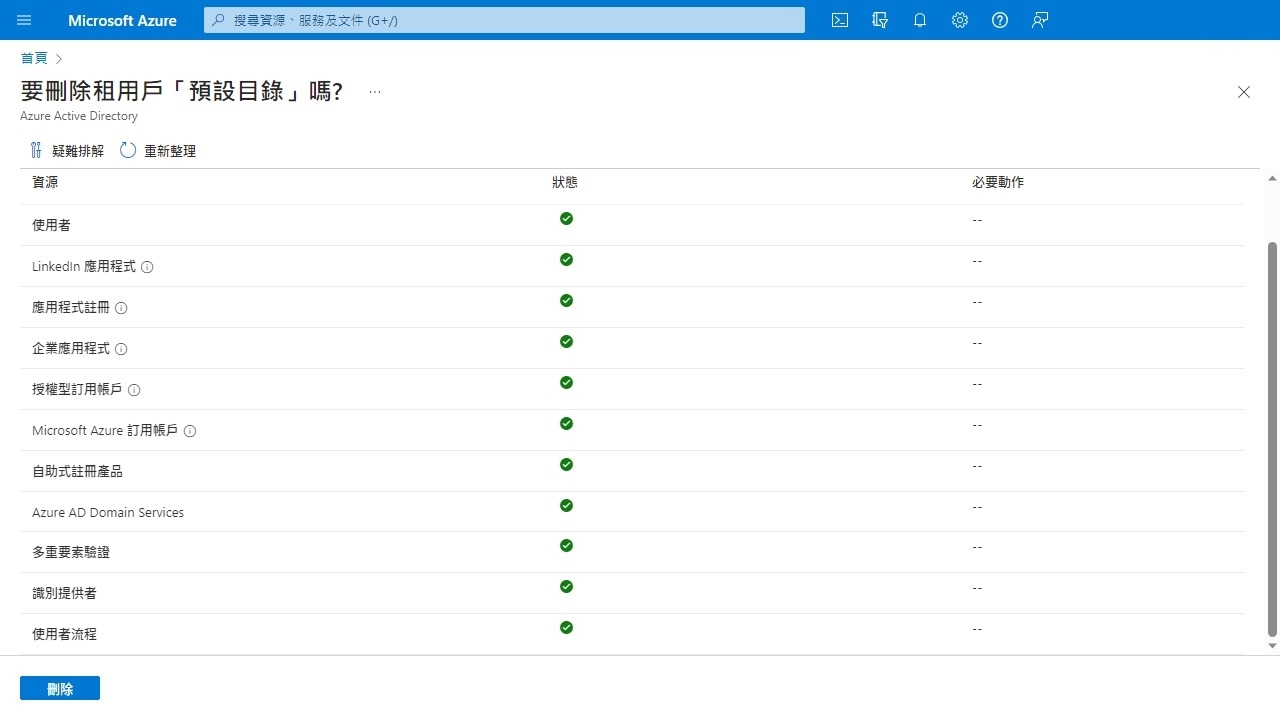 Microsoft Azure
搜尋資源、服務及文件 (G+/)
首頁
要刪除租用戶「預設目錄」嗎?
Azure Active Directory
疑難排解 重新整理
資源 狀態 必要動作
使用者 --
LinkedIn 應用程式 --
應用程式註冊 --
企業應用程式 --
授權型訂用帳戶 --
Microsoft Azure 訂用帳戶 --
自助式註冊產品 --
Azure AD Domain Services --
多重要素驗證 --
識別提供者 --
使用者流程 --
刪除